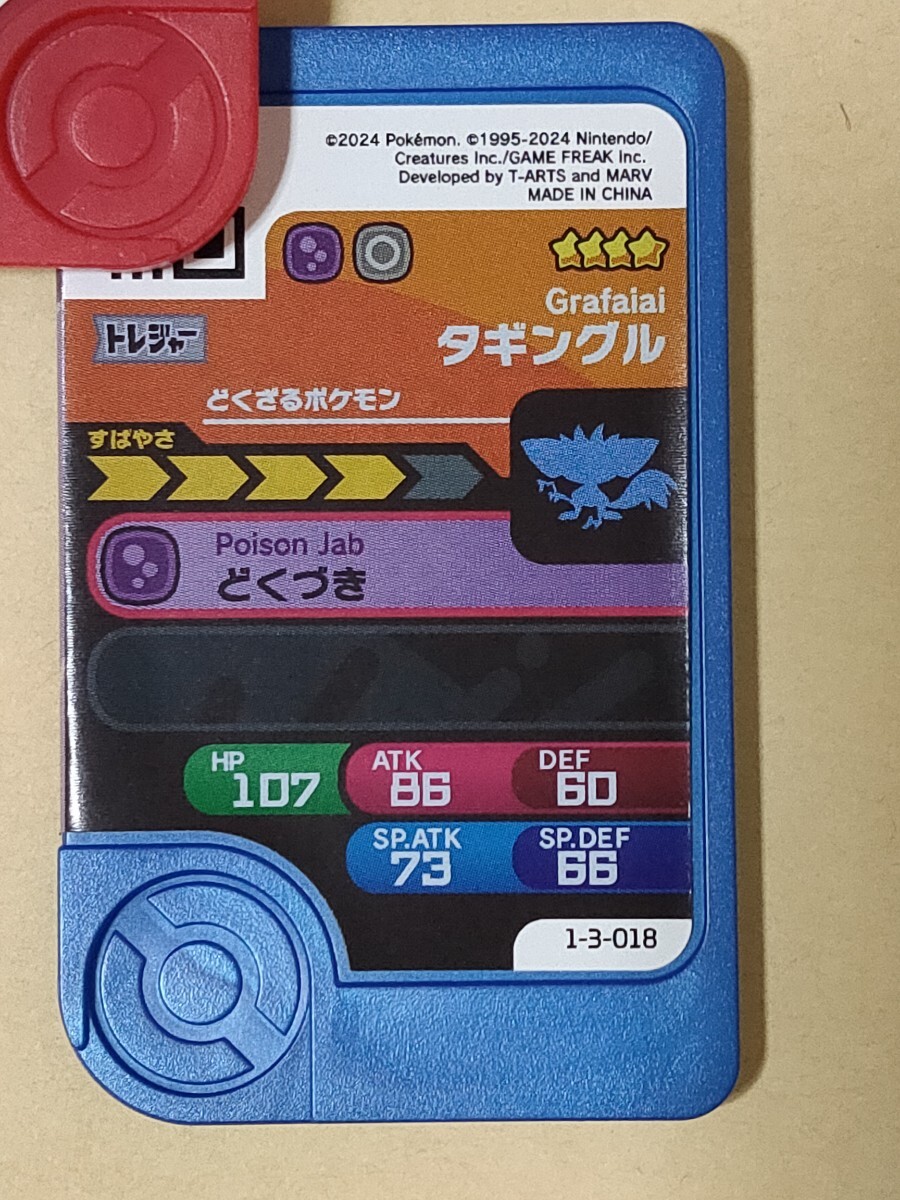 ©2024 Pokémon. ©1995-2024 Nintendo/
Creatures Inc./GAME FREAK Inc.
Developed by T-ARTS and MARV
MADE IN CHINA
Grafaiai
トレジャー
タギングル
どくざるポケモン
すばやさ
Poison Jab
どくづき
HP
107
ATK
86
DEF
60
SP.ATK
73
SP.DEF
66
1-3-018